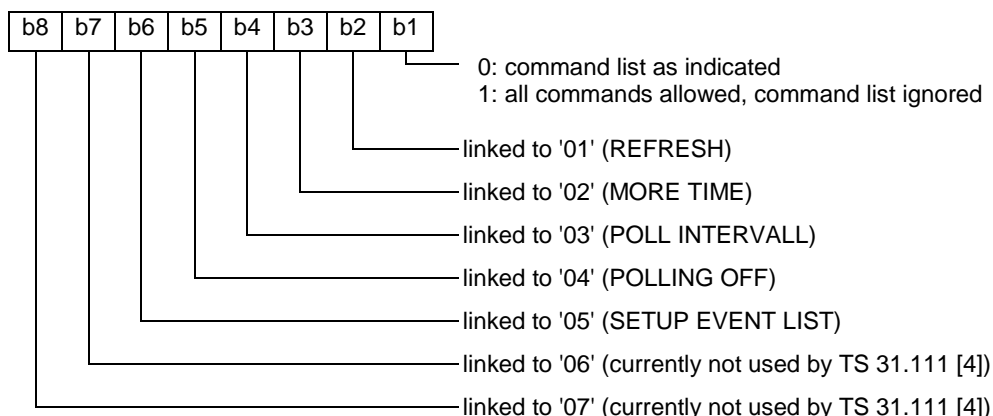 b8 b7 b6 b5 b4 b3 b2 b1
0: command list as indicated
1: all commands allowed, command list ignored
linked to '01' (REFRESH)
linked to '02' (MORE TIME)
linked to '03' (POLL INTERVALL)
linked to '04' (POLLING OFF)
linked to '05' (SETUP EVENT LIST)
linked to '06' (currently not used by TS 31.111 [4])
linked to '07' (currently not used by TS 31.111 [4])